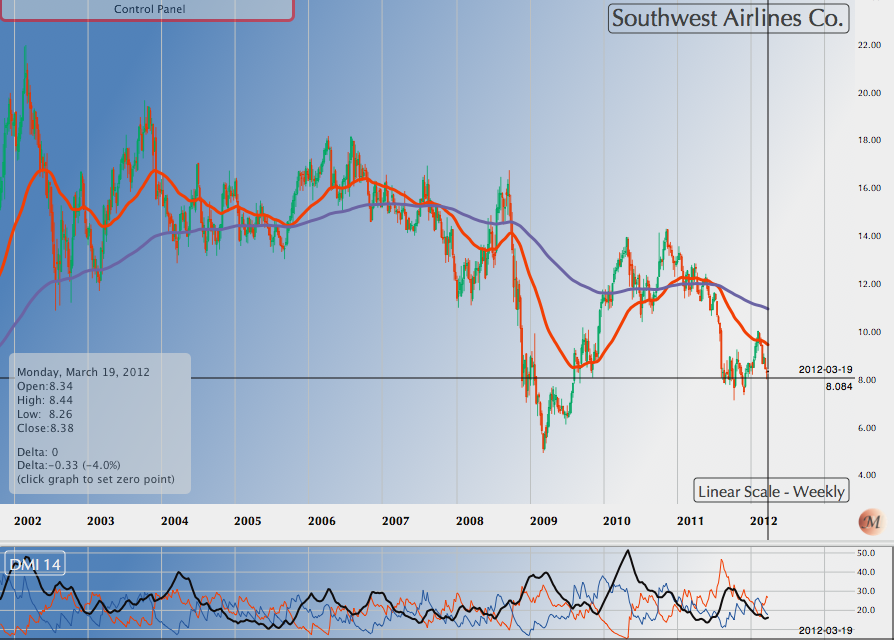 Control Panel
Southwest Airlines Co.
22.00
20.00
18.00
16.00
14.00
12.00
10.00
2012-03-19
8.00
8.084
6.00
4.00
Monday, March 19, 2012
Open:8.34
High: 8.44
Low: 8.26
Close:8.38
Delta: 0
Delta:-0.33 (-4.0%)
(click graph to set zero point)
Linear Scale - Weekly
2002 2003 2004 2005 2006 2007 2008 2009 2010 2011 2012
M
DMI 14
50.0
40.0
30.0
20.0
2012-03-19